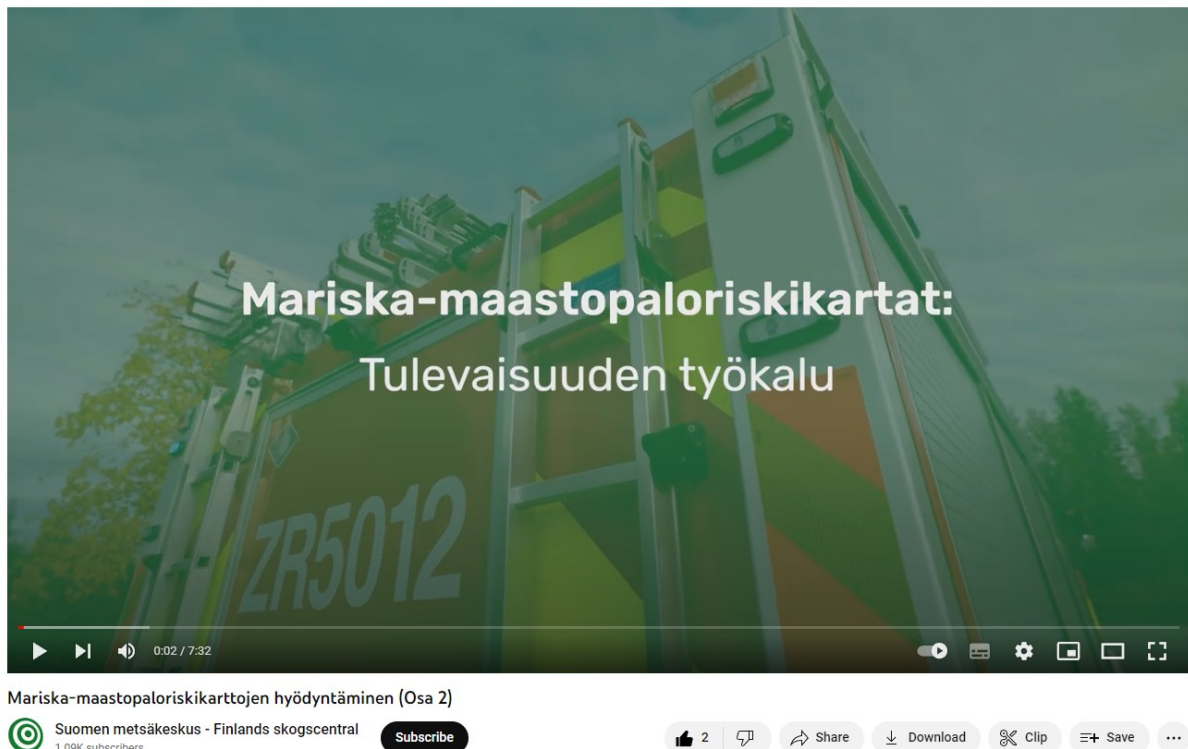 Mariska-maastopaloriskikartat:
Tulevaisuuden työkalu
ZR5012
0:02 / 7:32
Mariska-maastopaloriskikarttojen hyödyntäminen (Osa 2)
Suomen metsäkeskus - Finlands skogscentral
1.09K subscribers
Subscribe
2
Share
Download
Clip
Save